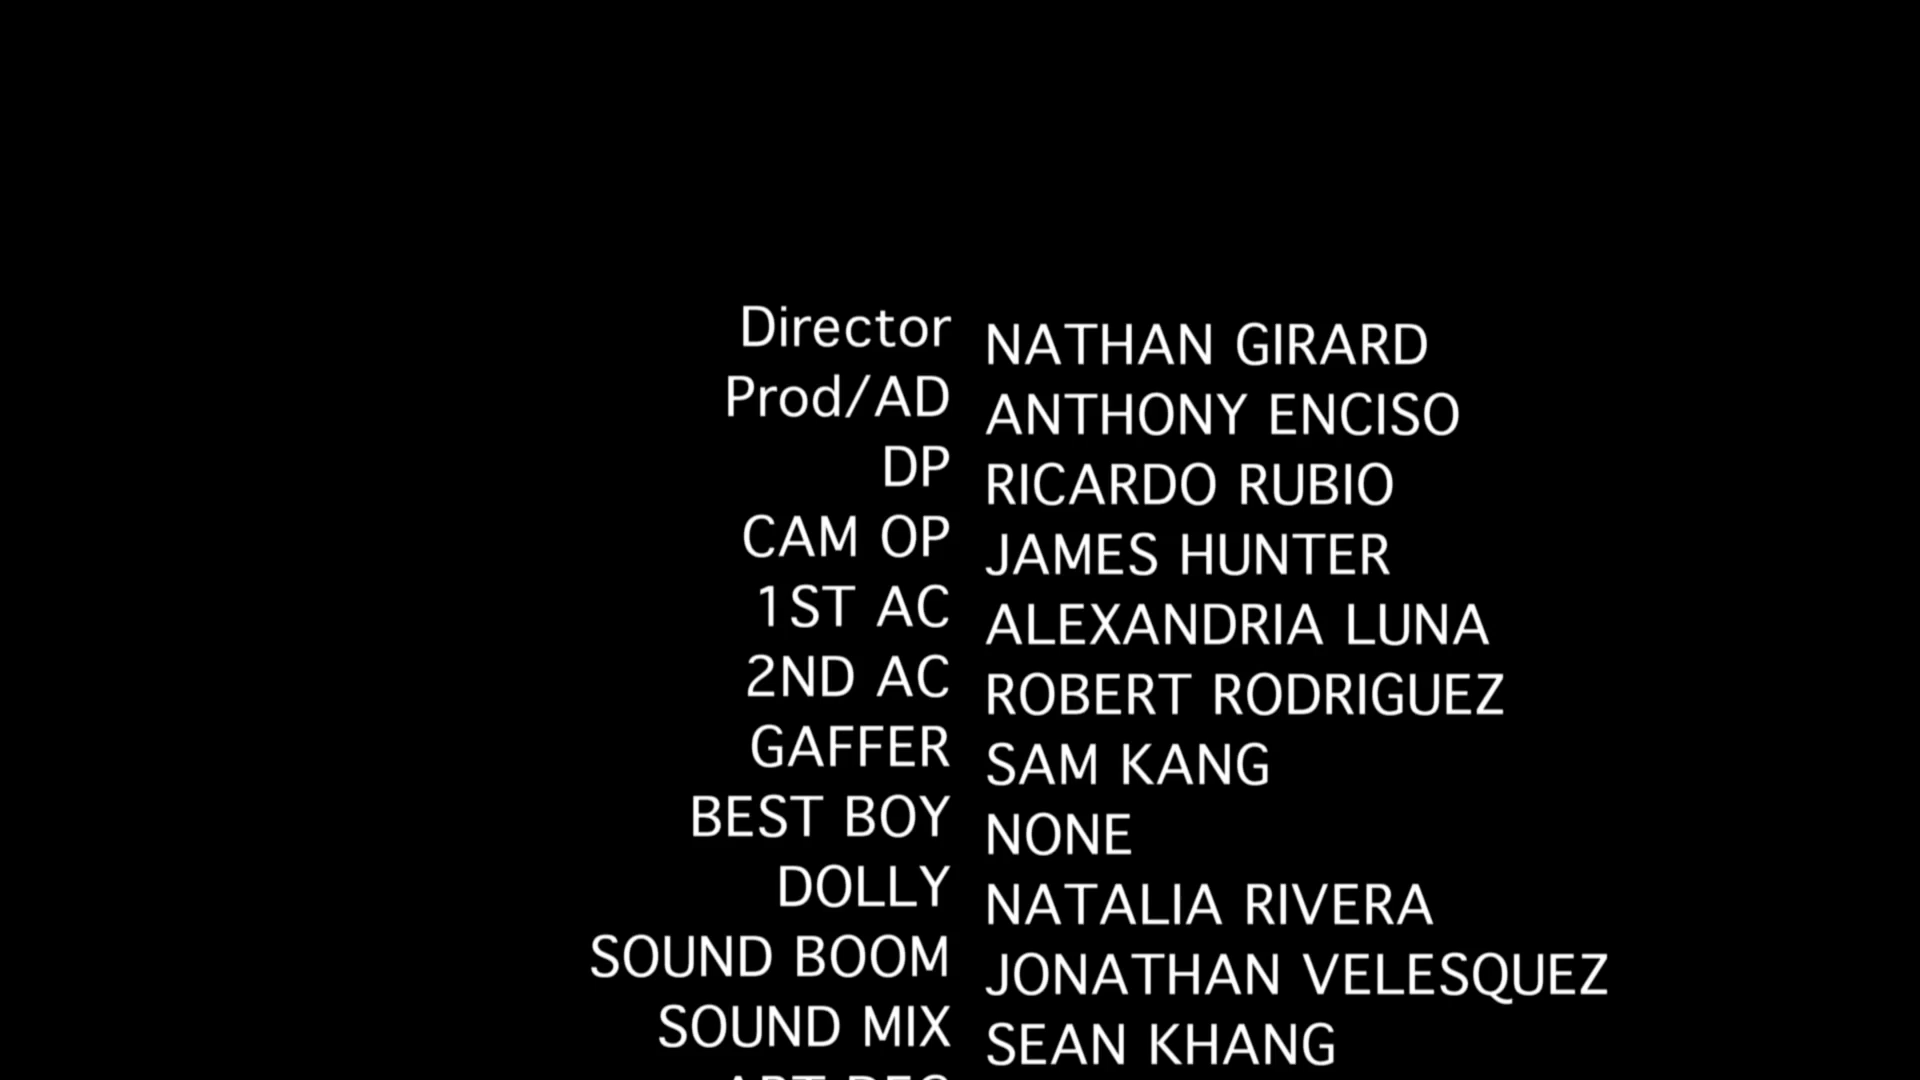 Director NATHAN GIRARD
Prod/AD ANTHONY ENCISO
DP RICARDO RUBIO
CAM OP JAMES HUNTER
1ST AC ALEXANDRIA LUNA
2ND AC ROBERT RODRIGUEZ
GAFFER SAM KANG
BEST BOY NONE
DOLLY NATALIA RIVERA
SOUND BOOM JONATHAN VELESQUEZ
SOUND MIX SEAN KHANG